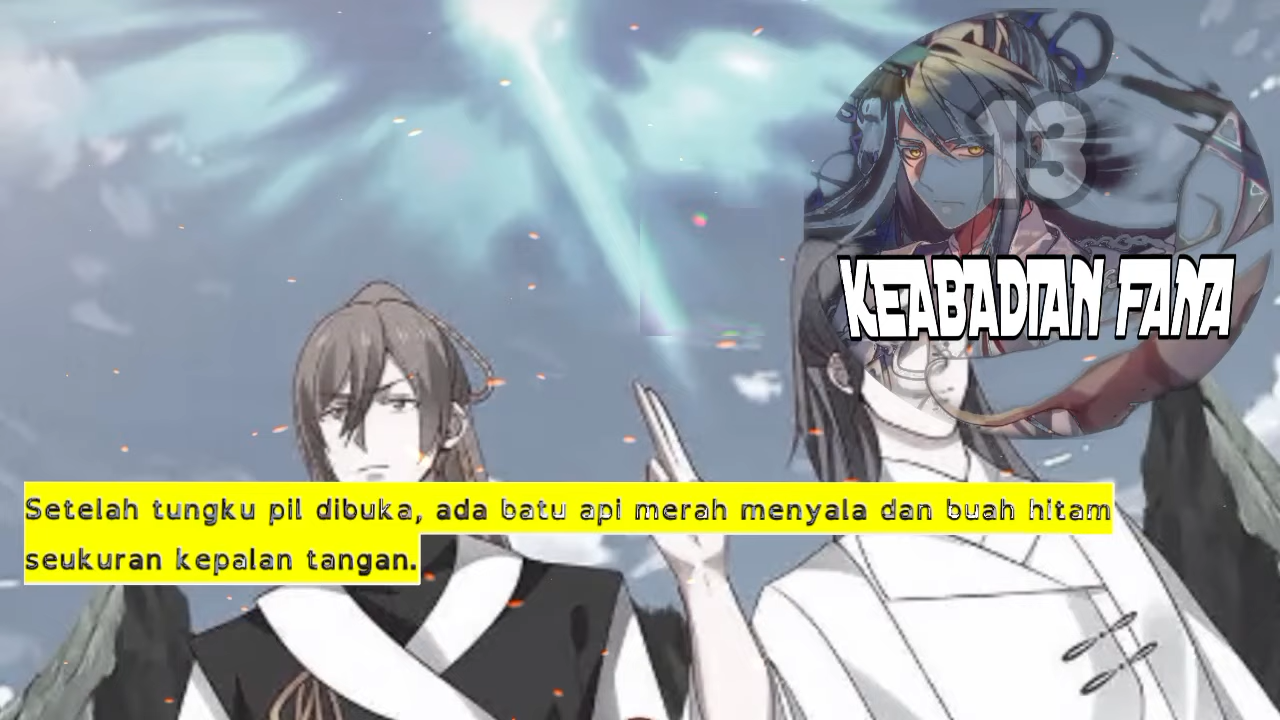 13
KEABADIAN FANA
Setelah tungku pil dibuka, ada batu api merah menyala dan buah hitam
seukuran kepalan tangan.